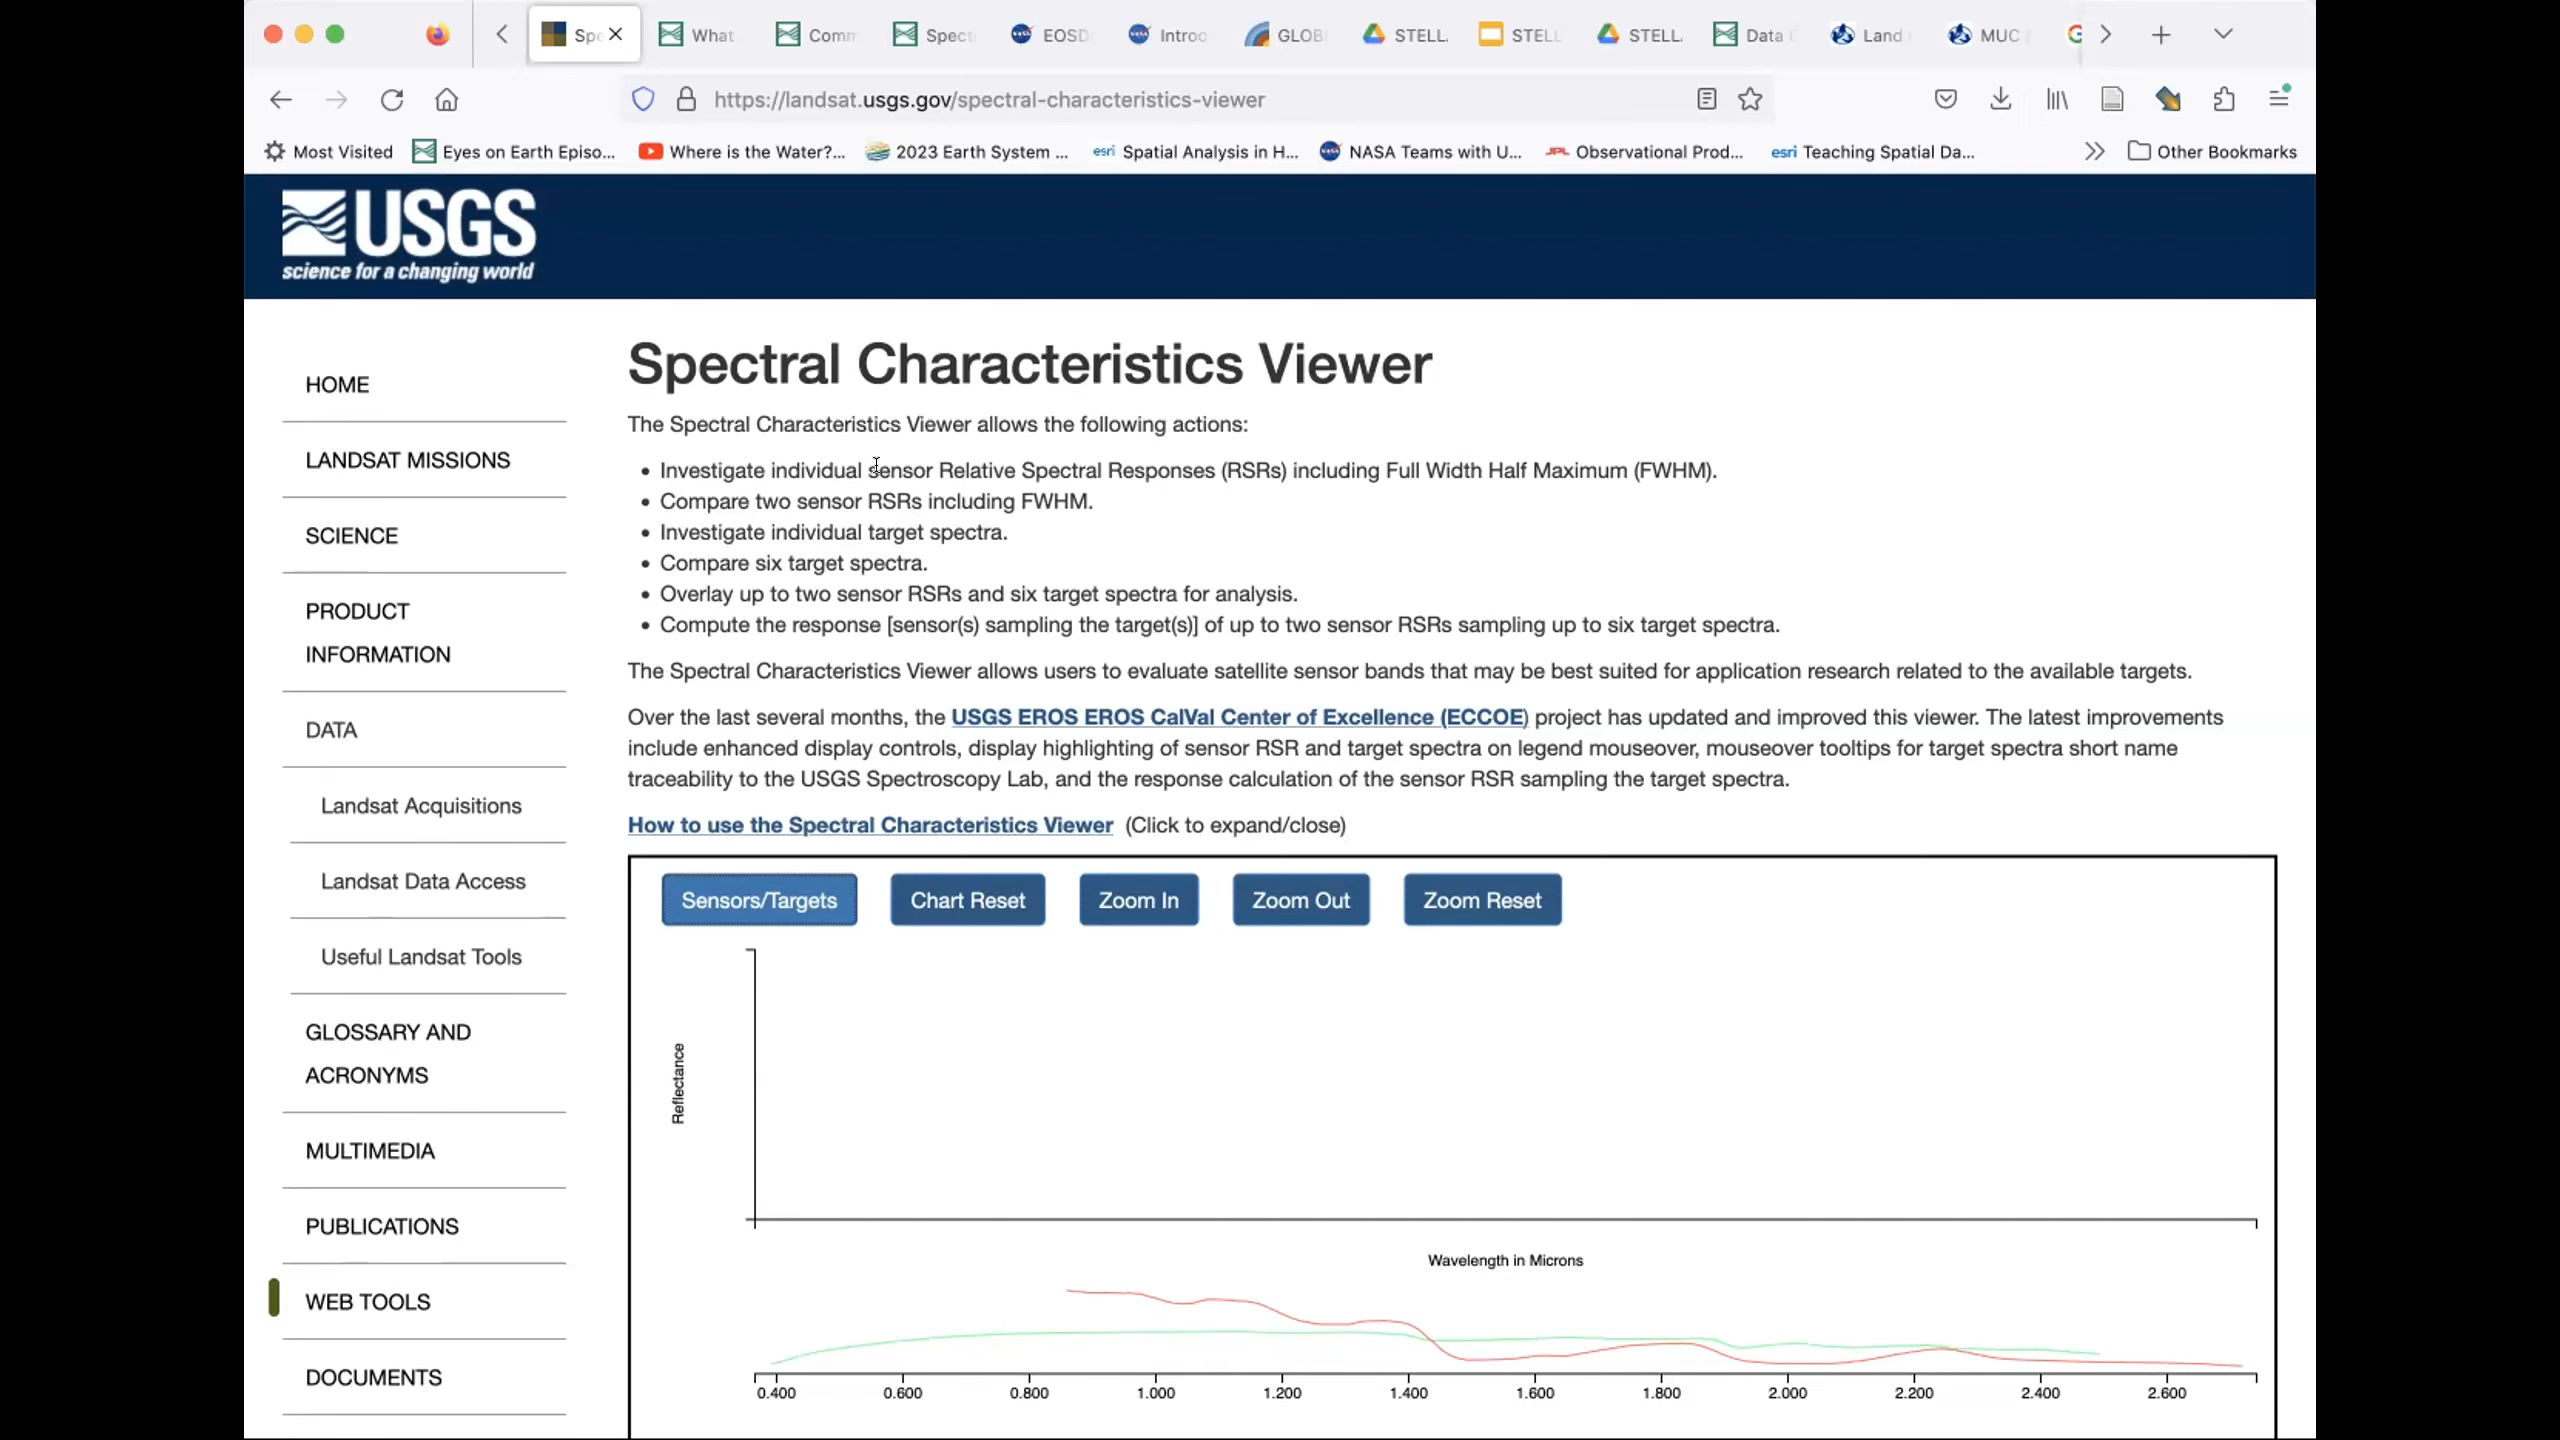 Spe
What
Comm
Spect
EOSD
Introd
GLOB
STELL
STELL
STELL
Data
Land
MUC
https://landsat.usgs.gov/spectral-characteristics-viewer
Most Visited
Eyes on Earth Episo...
Where is the Water?...
2023 Earth System ...
esri Spatial Analysis in H...
NASA Teams with U...
JPL Observational Prod...
esri Teaching Spatial Da...
Other Bookmarks
USGS
science for a changing world
HOME
LANDSAT MISSIONS
SCIENCE
PRODUCT
INFORMATION
DATA
Landsat Acquisitions
Landsat Data Access
Useful Landsat Tools
GLOSSARY AND
ACRONYMS
MULTIMEDIA
PUBLICATIONS
WEB TOOLS
DOCUMENTS
Spectral Characteristics Viewer
The Spectral Characteristics Viewer allows the following actions:
• Investigate individual sensor Relative Spectral Responses (RSRs) including Full Width Half Maximum (FWHM).
• Compare two sensor RSRs including FWHM.
• Investigate individual target spectra.
• Compare six target spectra.
• Overlay up to two sensor RSRs and six target spectra for analysis.
• Compute the response [sensor(s) sampling the target(s)] of up to two sensor RSRs sampling up to six target spectra.
The Spectral Characteristics Viewer allows users to evaluate satellite sensor bands that may be best suited for application research related to the available targets.
Over the last several months, the USGS EROS EROS CalVal Center of Excellence (ECCOE) project has updated and improved this viewer. The latest improvements
include enhanced display controls, display highlighting of sensor RSR and target spectra on legend mouseover, mouseover tooltips for target spectra short name
traceability to the USGS Spectroscopy Lab, and the response calculation of the sensor RSR sampling the target spectra.
How to use the Spectral Characteristics Viewer (Click to expand/close)
Sensors/Targets
Chart Reset
Zoom In
Zoom Out
Zoom Reset
Reflectance
Wavelength in Microns
0.400 0.600 0.800 1.000 1.200 1.400 1.600 1.800 2.000 2.200 2.400 2.600